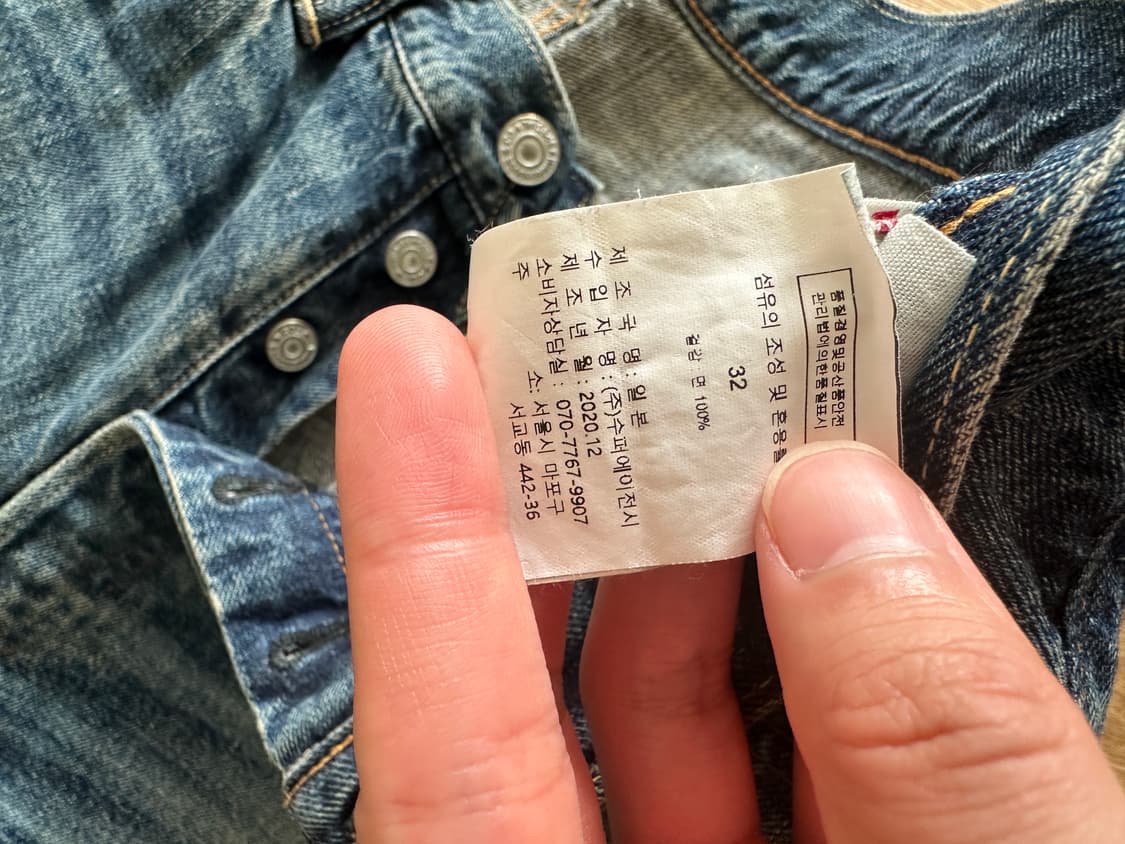 품질경영및공산품안전
관리법에의한품질표시
섬유의 조성 및 혼용률
32
겉감 : 면 100%
제 조 국 명: 일 본
수 입 자 명: (주)수퍼에이전시
제 조 년 월: 2020.12
소비자상담실: 070-7767-9907
주 소: 서울시 마포구
서교동 442-36